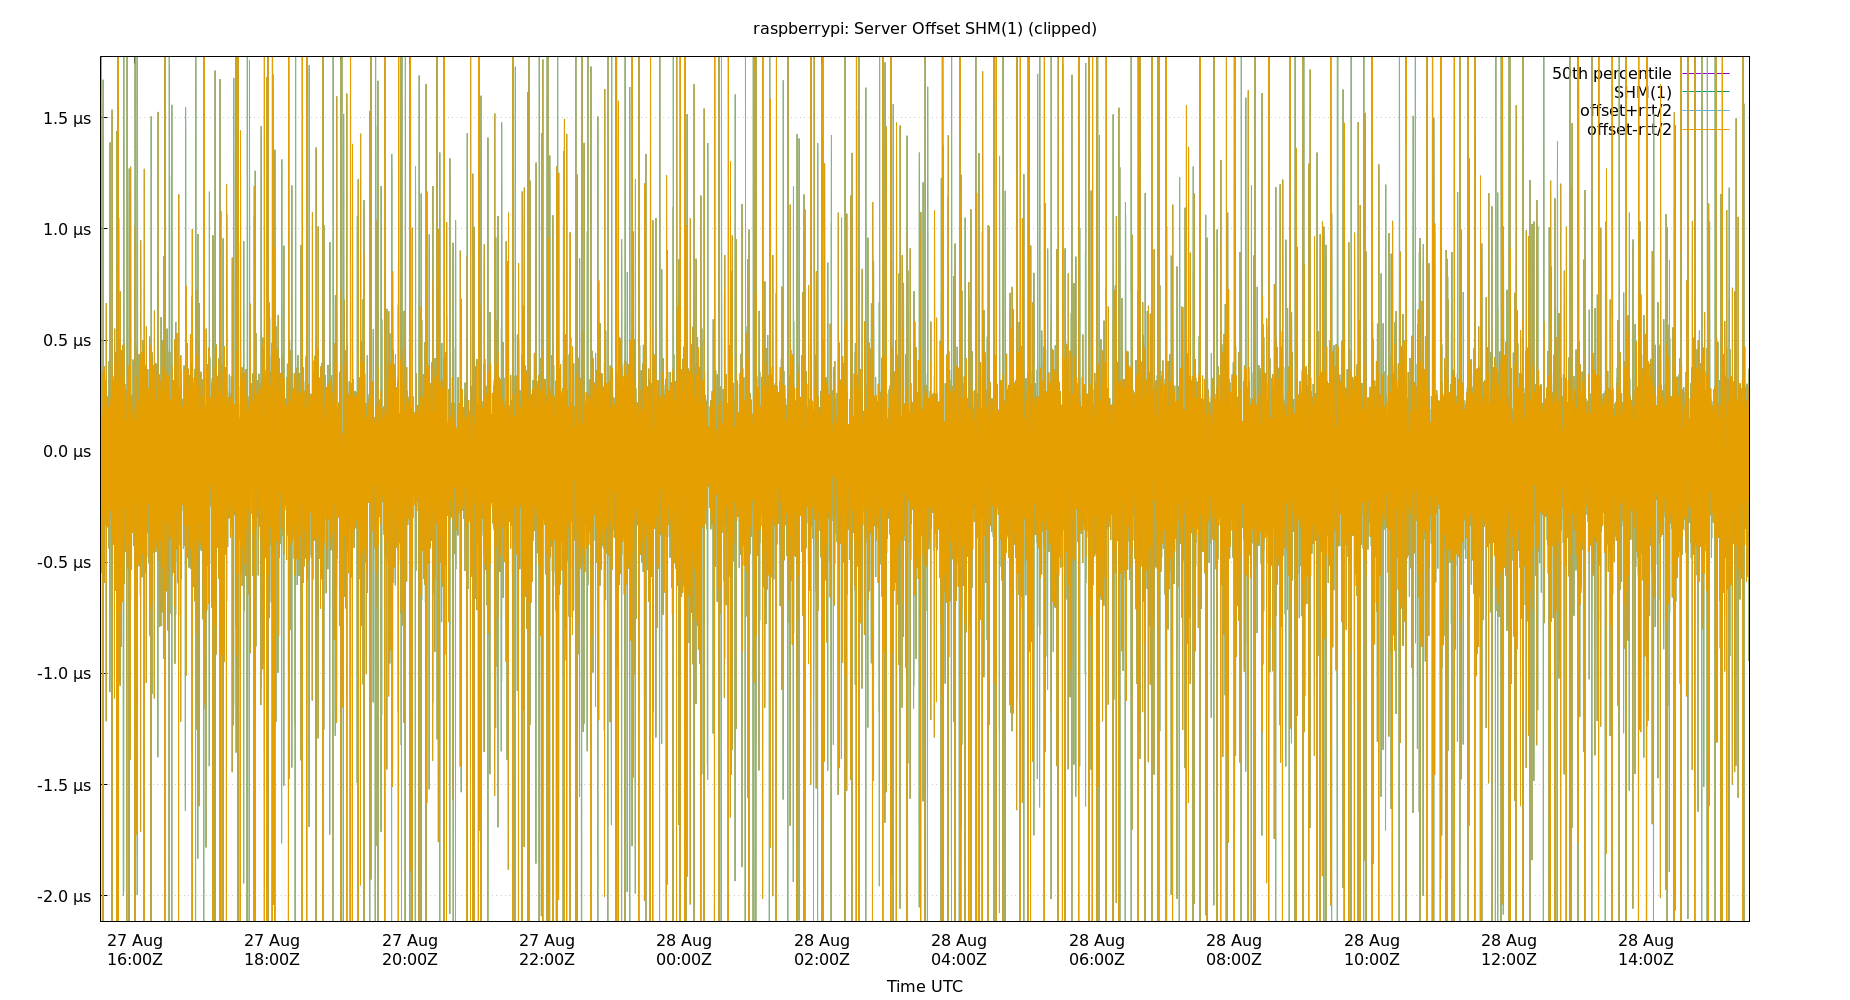 raspberrypi: Server Offset SHM(1) (clipped)
50th percentile
SHM(1)
offset+rtt/2
offset-rtt/2
1.5 μs
1.0 μs
0.5 μs
0.0 μs
-0.5 μs
-1.0 μs
-1.5 μs
-2.0 μs
27 Aug 27 Aug 27 Aug 27 Aug 28 Aug 28 Aug 28 Aug 28 Aug 28 Aug 28 Aug 28 Aug 28 Aug
16:00Z 18:00Z 20:00Z 22:00Z 00:00Z 02:00Z 04:00Z 06:00Z 08:00Z 10:00Z 12:00Z 14:00Z
Time UTC